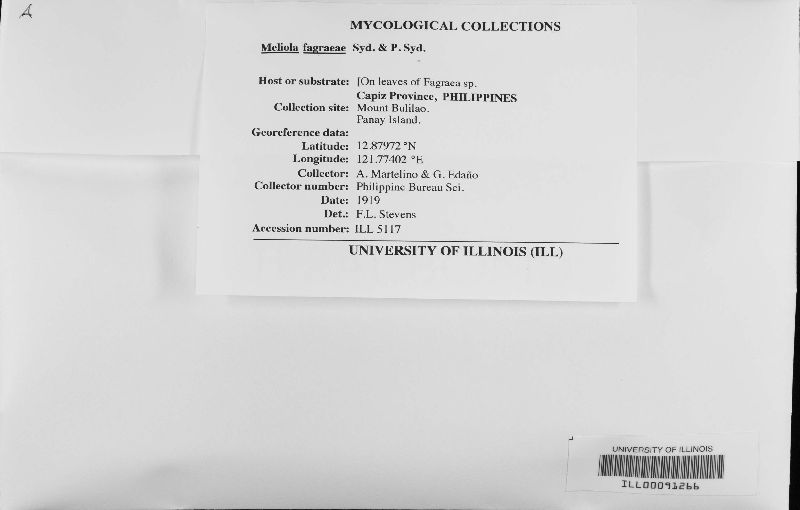 A
MYCOLOGICAL COLLECTIONS
Meliola fagraeae Syd. & P. Syd.
Host or substrate: [On leaves of Fagraea sp.
Capiz Province, PHILIPPINES
Collection site: Mount Bulilao.
Panay Island.
Georeference data:
Latitude: 12.87972 °N
Longitude: 121.77402 °E
Collector: A. Martelino & G. Edaño
Collector number: Philippine Bureau Sci.
Date: 1919
Det.: F.L. Stevens
Accession number: ILL 5117
UNIVERSITY OF ILLINOIS (ILL)
UNIVERSITY OF ILLINOIS
ILL00091266